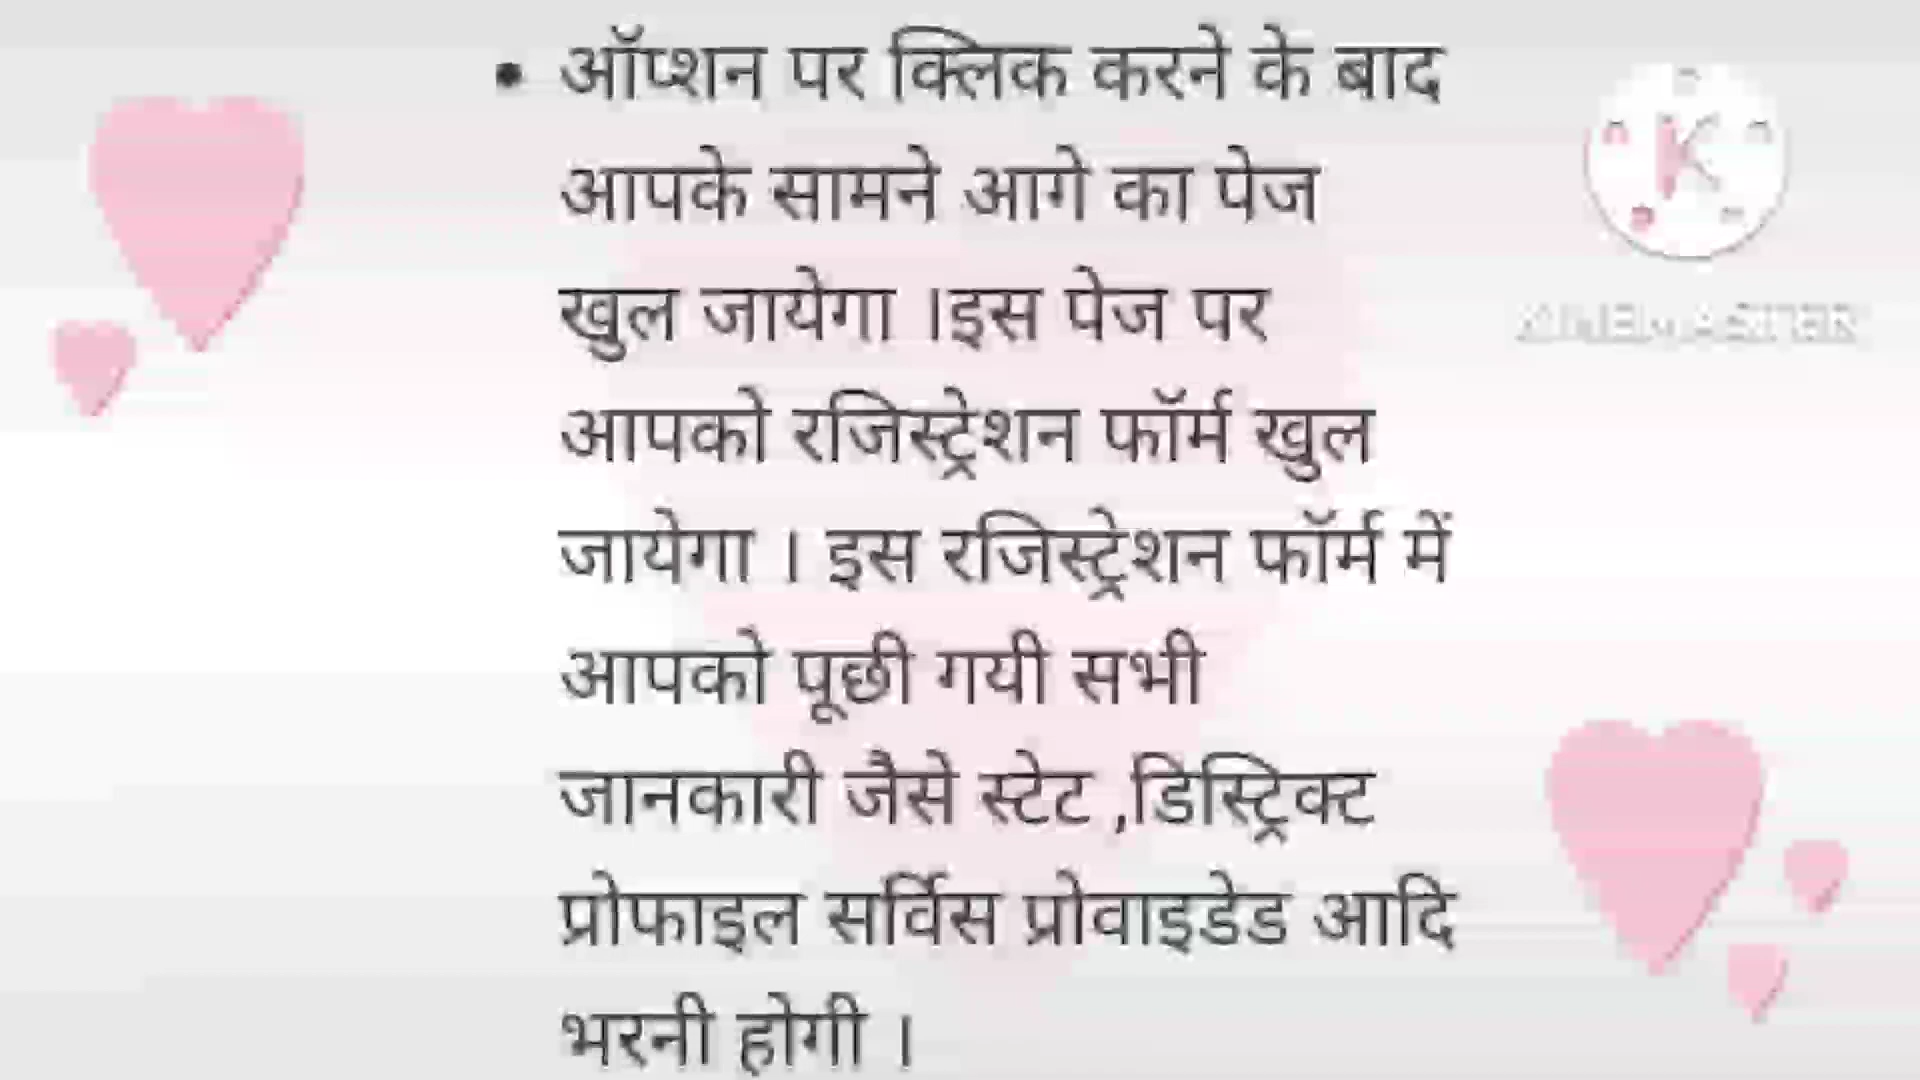 • ऑप्शन पर क्लिक करने के बाद
आपके सामने आगे का पेज
खुल जायेगा ।इस पेज पर
आपको रजिस्ट्रेशन फॉर्म खुल
जायेगा । इस रजिस्ट्रेशन फॉर्म में
आपको पूछी गयी सभी
जानकारी जैसे स्टेट ,डिस्ट्रिक्ट
प्रोफाइल सर्विस प्रोवाइडेड आदि
भरनी होगी ।
K
KINEMASTER